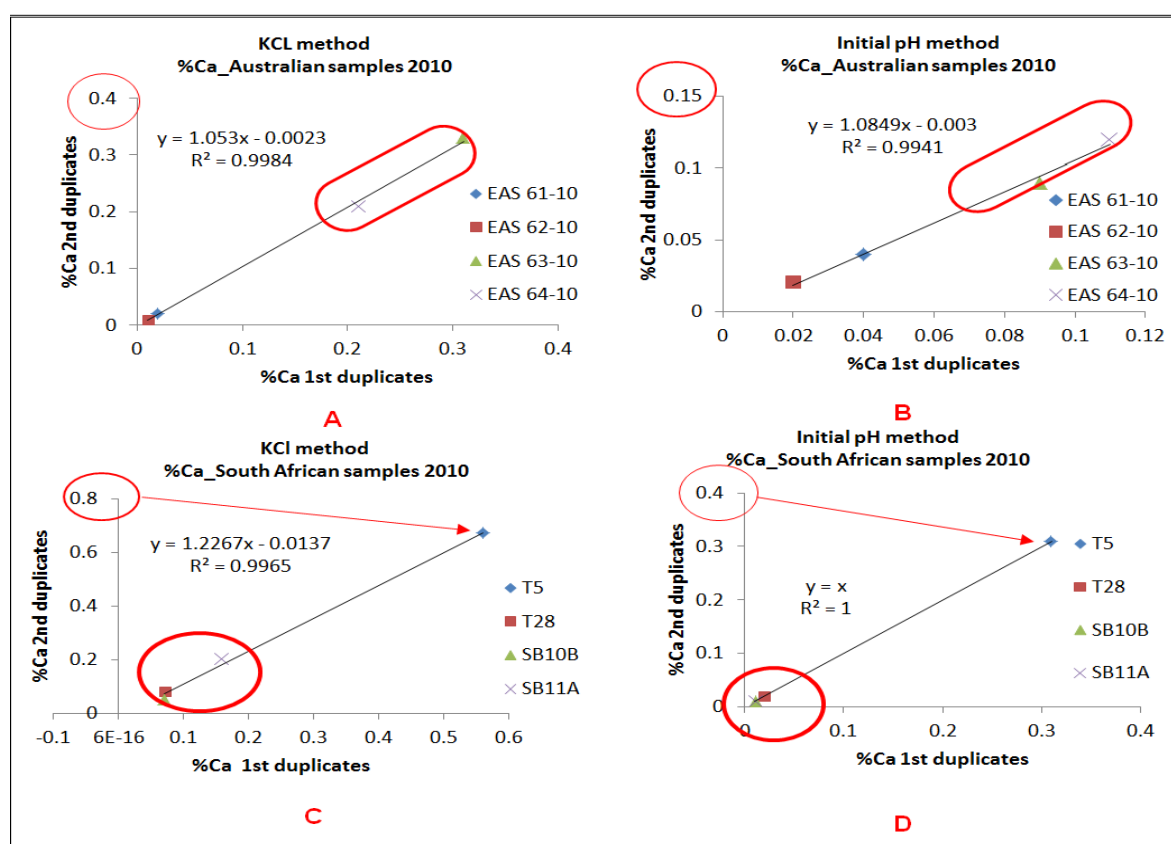 KCL method
%Ca_Australian samples 2010
0.4
0.3
0.2
0.1
0
y = 1.053x - 0.0023
R² = 0.9984
%Ca 2nd duplicates
EAS 61-10
EAS 62-10
EAS 63-10
EAS 64-10
0 0.1 0.2 0.3 0.4
%Ca 1st duplicates
A
Initial pH method
%Ca_Australian samples 2010
0.15
0.1
0.05
0
y = 1.0849x - 0.003
R² = 0.9941
%Ca 2nd duplicates
EAS 61-10
EAS 62-10
EAS 63-10
EAS 64-10
0 0.02 0.04 0.06 0.08 0.1 0.12
%Ca 1st duplicates
B
KCl method
%Ca_South African samples 2010
0.8
0.6
0.4
0.2
0
y = 1.2267x - 0.0137
R² = 0.9965
%Ca 2nd duplicates
T5
T28
SB10B
SB11A
-0.1 6E-16 0.1 0.2 0.3 0.4 0.5 0.6
%Ca 1st duplicates
C
Initial pH method
%Ca_South African samples 2010
0.4
0.3
0.2
0.1
0
y = x
R² = 1
%Ca 2nd duplicates
T5
T28
SB10B
SB11A
0 0.1 0.2 0.3 0.4
%Ca 1st duplicates
D